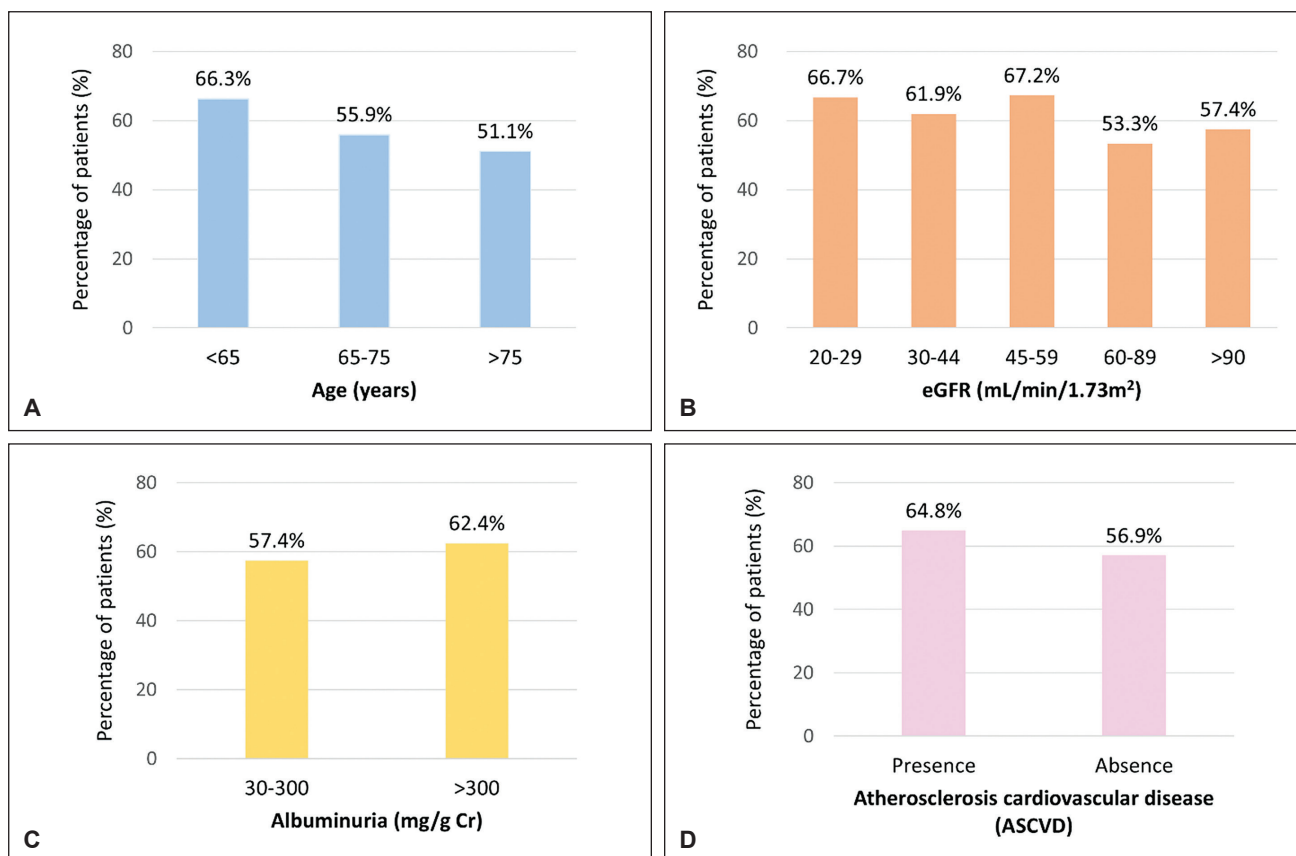 Percentage of patients (%)
80
60
40
20
0
66.3%
55.9%
51.1%
<65
65-75
>75
Age (years)
A
Percentage of patients (%)
80
60
40
20
0
66.7%
61.9%
67.2%
53.3%
57.4%
20-29
30-44
45-59
60-89
>90
eGFR (mL/min/1.73m²)
B
Percentage of patients (%)
80
60
40
20
0
57.4%
62.4%
30-300
>300
Albuminuria (mg/g Cr)
C
Percentage of patients (%)
80
60
40
20
0
64.8%
56.9%
Presence
Absence
Atherosclerosis cardiovascular disease
(ASCVD)
D